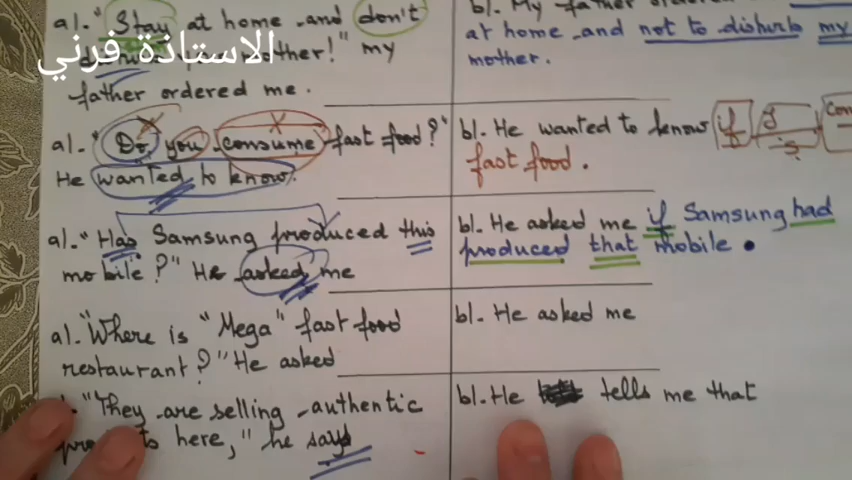 a1. "Stay at home and don't
mother!" my
father ordered me.
a1. "Do you consume fast food?"
He wanted to know.
a1. "Has Samsung produced this
mobile?" He asked me
a1. "Where is "Mega" fast food
restaurant?" He asked
"They are selling authentic
here," he says
b1. My father ordered
at home and not to disturb my
mother.
b1. He wanted to know if
fast food.
b1. He asked me if Samsung had
produced that mobile.
b1. He asked me
b1. He tells me that
الاستاذة فرني